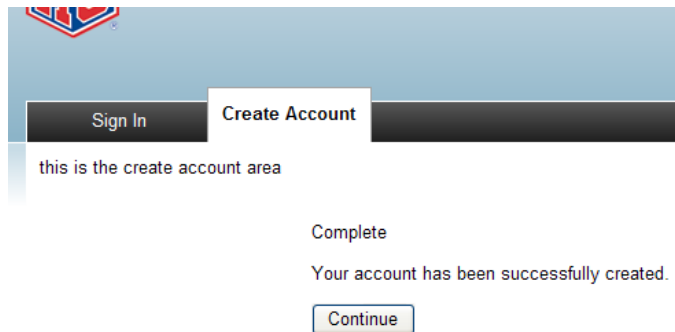 Sign In
Create Account
this is the create account area
Complete
Your account has been successfully created.
Continue